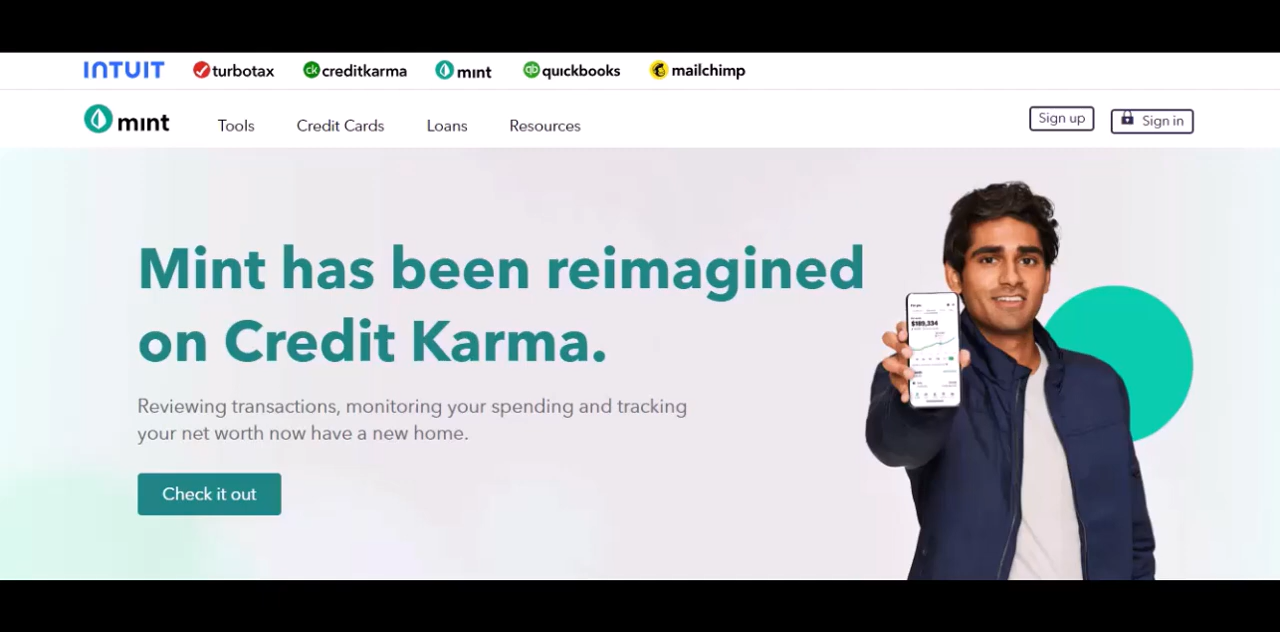 INTUIT turbotax creditkarma mint quickbooks mailchimp
mint Tools Credit Cards Loans Resources Sign up Sign in
Mint has been reimagined
on Credit Karma.
$189,334
Reviewing transactions, monitoring your spending and tracking
your net worth now have a new home.
Check it out